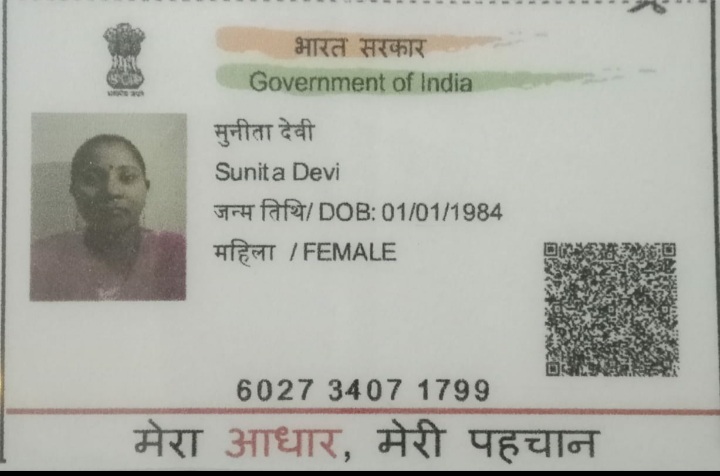 भारत सरकार
Government of India
मुनीता देवी
Sunita Devi
जन्म तिथि/ DOB: 01/01/1984
महिला / FEMALE
6027 3407 1799
मेरा आधार, मेरी पहचान